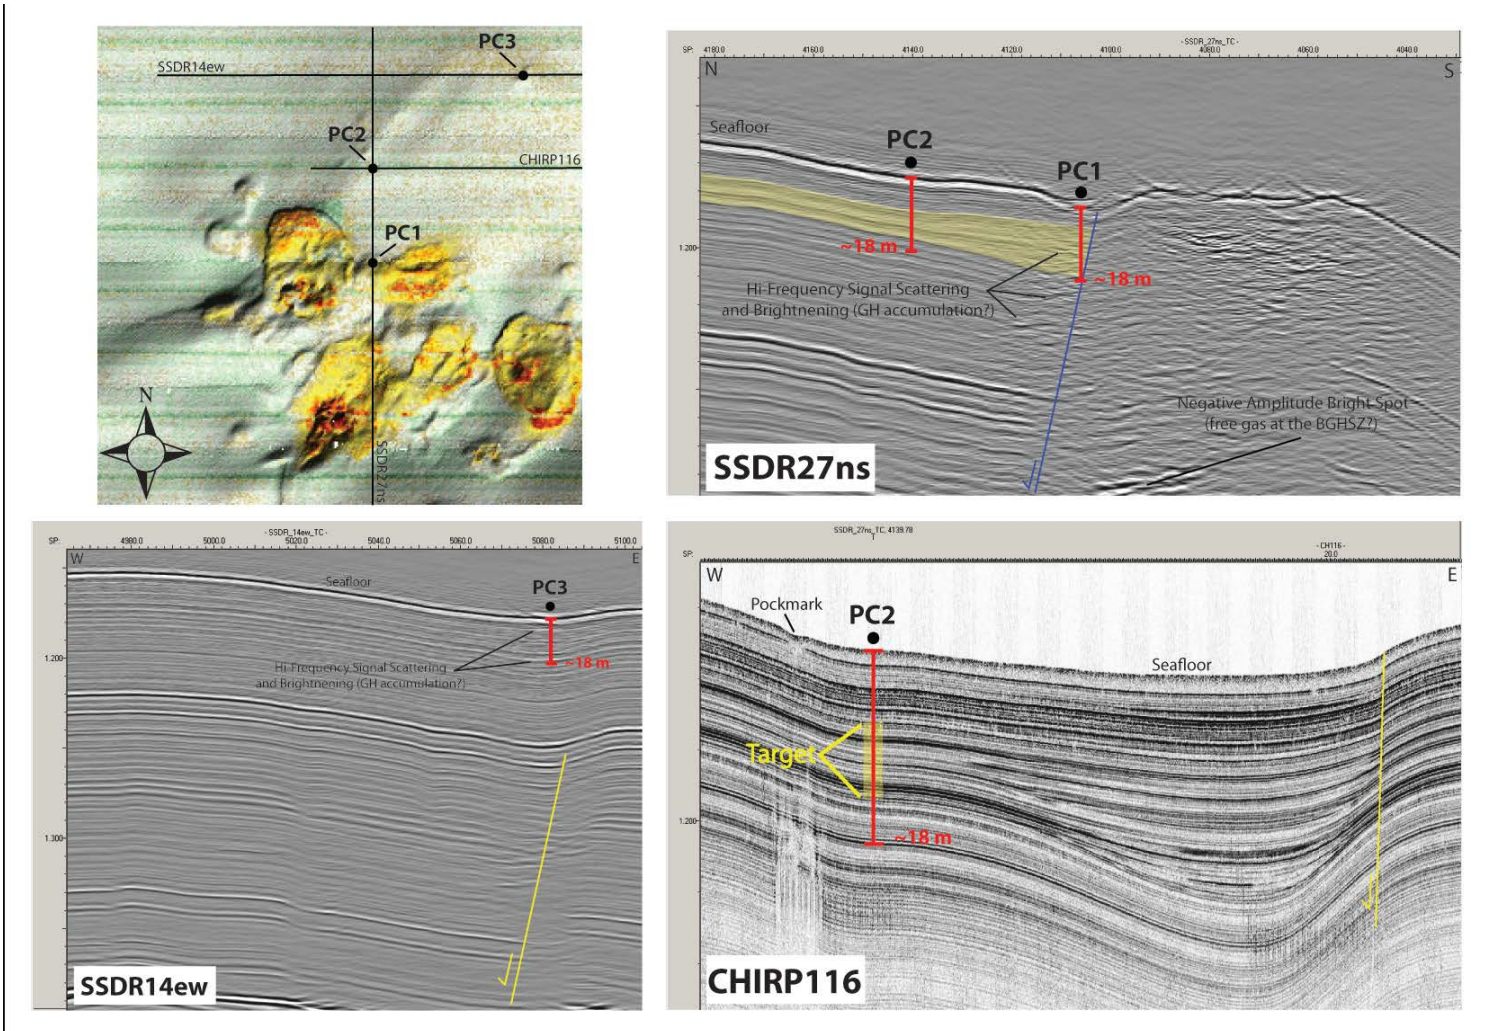 PC3
SSDR14ew
PC2
CHIRP116
PC1
N
SSDR27ns
- SSDR_27ns_TC -
SP: 4180.0 4160.0 4140.0 4120.0 4100.0 4080.0 4060.0 4040.0
N S
Seafloor
PC2
PC1
1.200
~18 m
~18 m
Hi-Frequency Signal Scattering
and Brightnening (GH accumulation?)
Negative Amplitude Bright Spot
(free gas at the BGHSZ?)
SSDR27ns
- SSDR_14ew_TC -
SP: 4980.0 5000.0 5020.0 5040.0 5060.0 5080.0 5100.0
W E
Seafloor
PC3
1.200
Hi-Frequency Signal Scattering
and Brightnening (GH accumulation?)
~18 m
1.300
SSDR14ew
SSDR_27ns_TC, 4139.78
- CH116 -
SP: 20.0
W E
Pockmark
PC2
Seafloor
Target
1.200
~18 m
CHIRP116